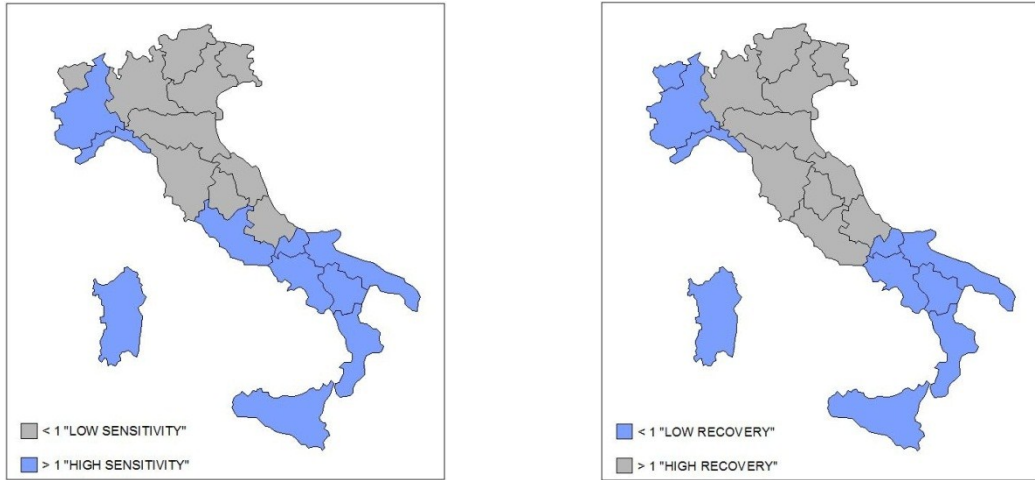 < 1 "LOW SENSITIVITY"
> 1 "HIGH SENSITIVITY"
< 1 "LOW RECOVERY"
> 1 "HIGH RECOVERY"